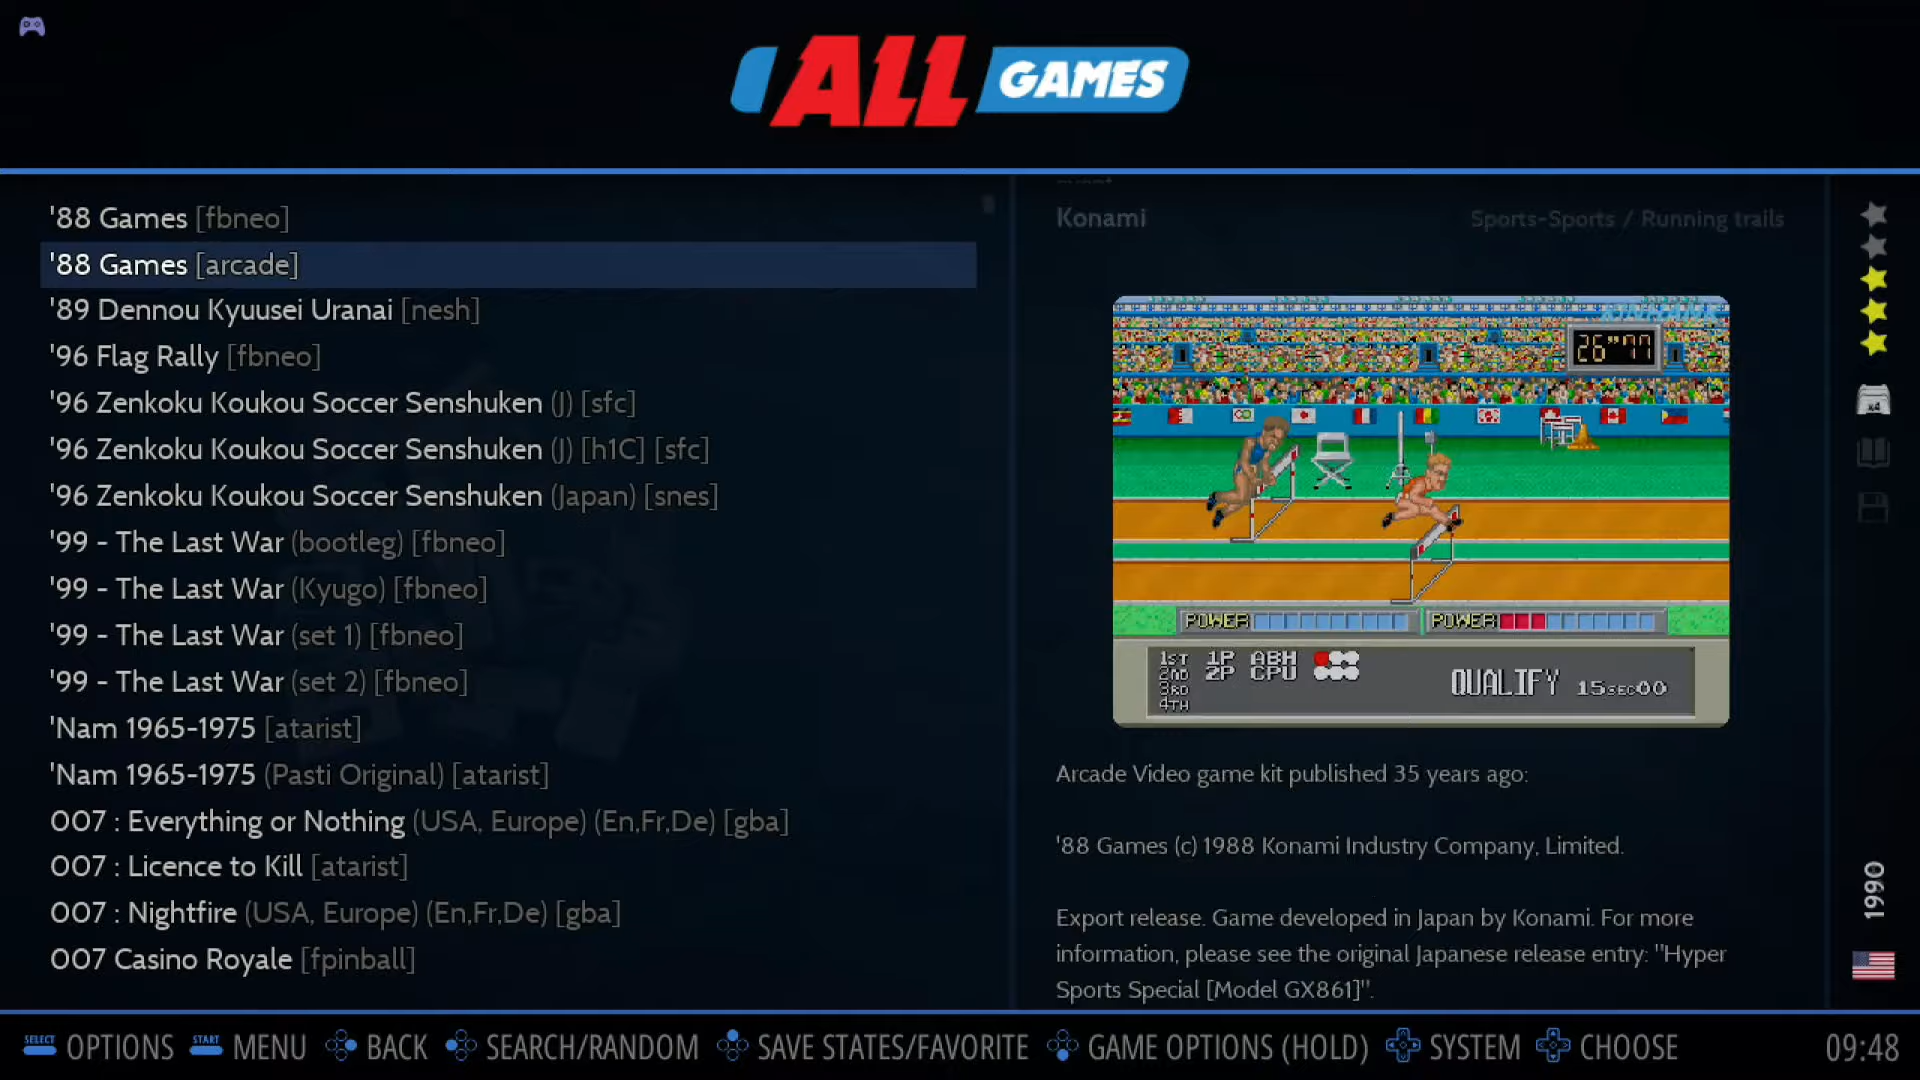 ALL GAMES
'88 Games [fbneo]
'88 Games [arcade]
'89 Dennou Kyuusei Uranai [nesh]
'96 Flag Rally [fbneo]
'96 Zenkoku Koukou Soccer Senshuken (J) [sfc]
'96 Zenkoku Koukou Soccer Senshuken (J) [h1C] [sfc]
'96 Zenkoku Koukou Soccer Senshuken (Japan) [snes]
'99 - The Last War (bootleg) [fbneo]
'99 - The Last War (Kyugo) [fbneo]
'99 - The Last War (set 1) [fbneo]
'99 - The Last War (set 2) [fbneo]
'Nam 1965-1975 [atarist]
'Nam 1965-1975 (Pasti Original) [atarist]
007 : Everything or Nothing (USA, Europe) (En,Fr,De) [gba]
007 : Licence to Kill [atarist]
007 : Nightfire (USA, Europe) (En,Fr,De) [gba]
007 Casino Royale [fpinball]
Konami
Sports-Sports / Running trails
26"77
POWER
POWER
1ST 1P ABH
2ND 2P CPU
3RD
4TH
QUALIFY 15SEC00
Arcade Video game kit published 35 years ago:
'88 Games (c) 1988 Konami Industry Company, Limited.
Export release. Game developed in Japan by Konami. For more
information, please see the original Japanese release entry: "Hyper
Sports Special [Model GX861]".
x4
1990
SELECT OPTIONS
START MENU
BACK
SEARCH/RANDOM
SAVE STATES/FAVORITE
GAME OPTIONS (HOLD)
SYSTEM
CHOOSE
09:48